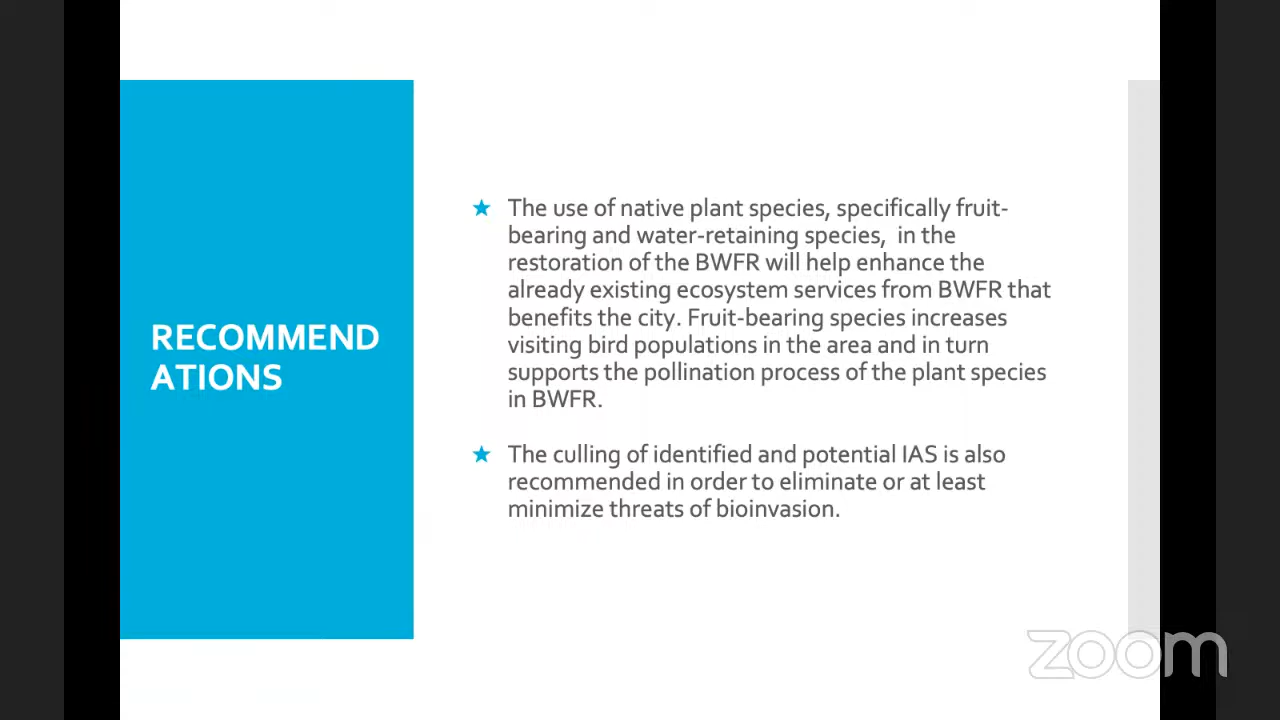 RECOMMEND
ATIONS
★ The use of native plant species, specifically fruit-
bearing and water-retaining species,  in the
restoration of the BWFR will help enhance the
already existing ecosystem services from BWFR that
benefits the city. Fruit-bearing species increases
visiting bird populations in the area and in turn
supports the pollination process of the plant species
in BWFR.
★ The culling of identified and potential IAS is also
recommended in order to eliminate or at least
minimize threats of bioinvasion.
zoom